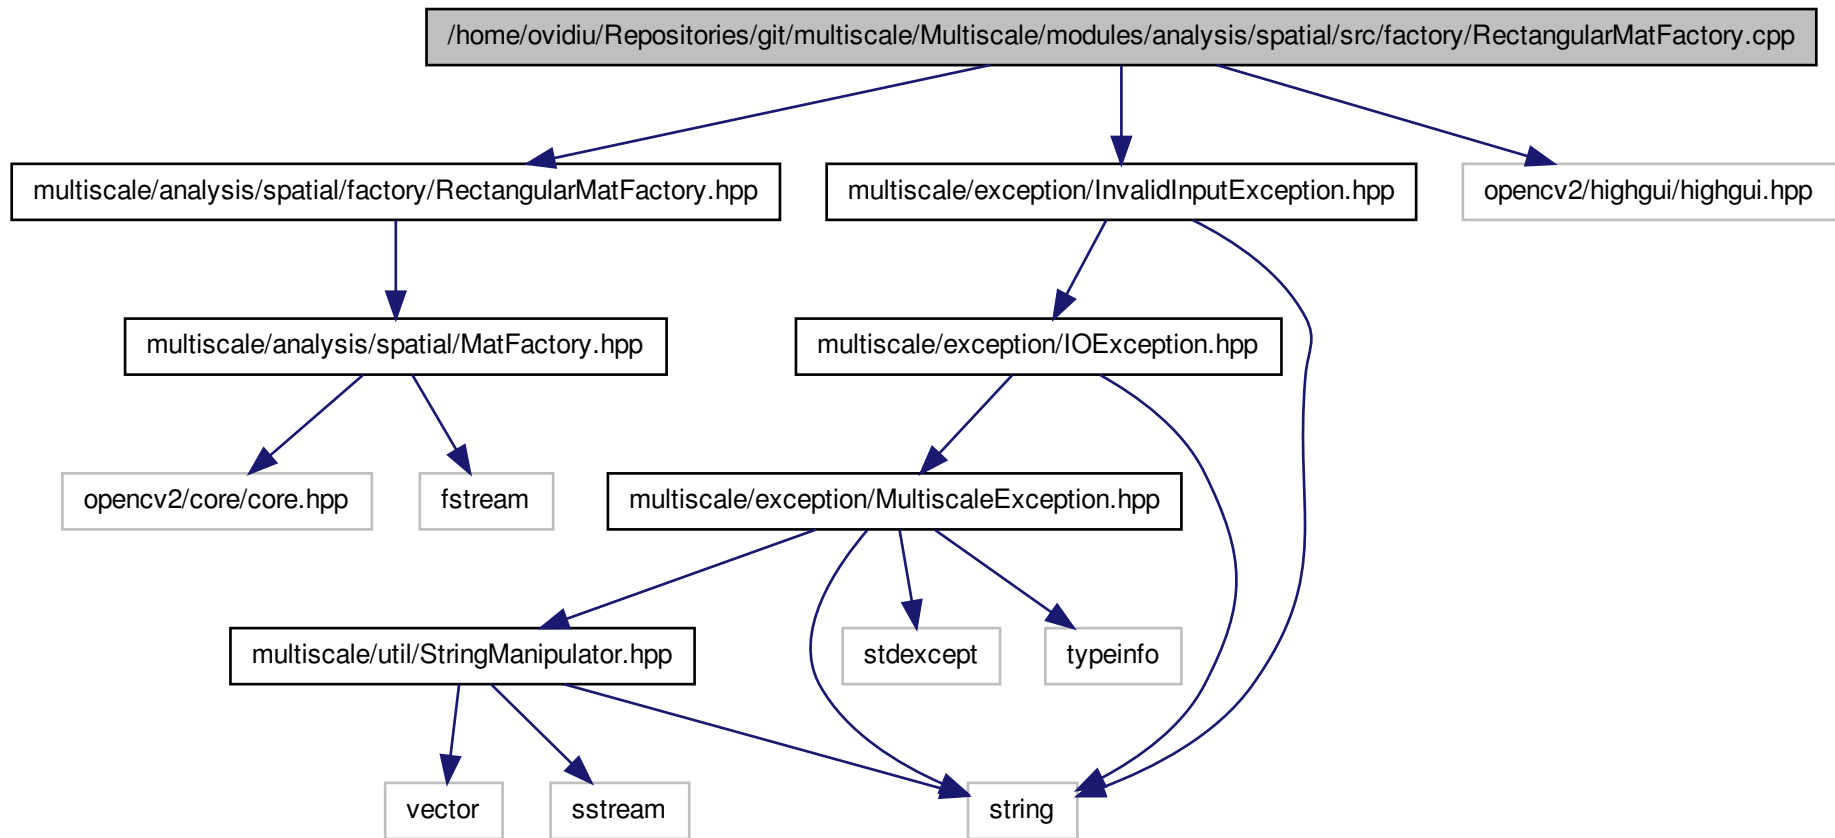 /home/ovidiu/Repositories/git/multiscale/Multiscale/modules/analysis/spatial/src/factory/RectangularMatFactory.cpp
multiscale/analysis/spatial/factory/RectangularMatFactory.hpp
multiscale/exception/InvalidInputException.hpp
opencv2/highgui/highgui.hpp
multiscale/analysis/spatial/MatFactory.hpp
multiscale/exception/IOException.hpp
opencv2/core/core.hpp
fstream
multiscale/exception/MultiscaleException.hpp
multiscale/util/StringManipulator.hpp
stdexcept
typeinfo
vector
sstream
string